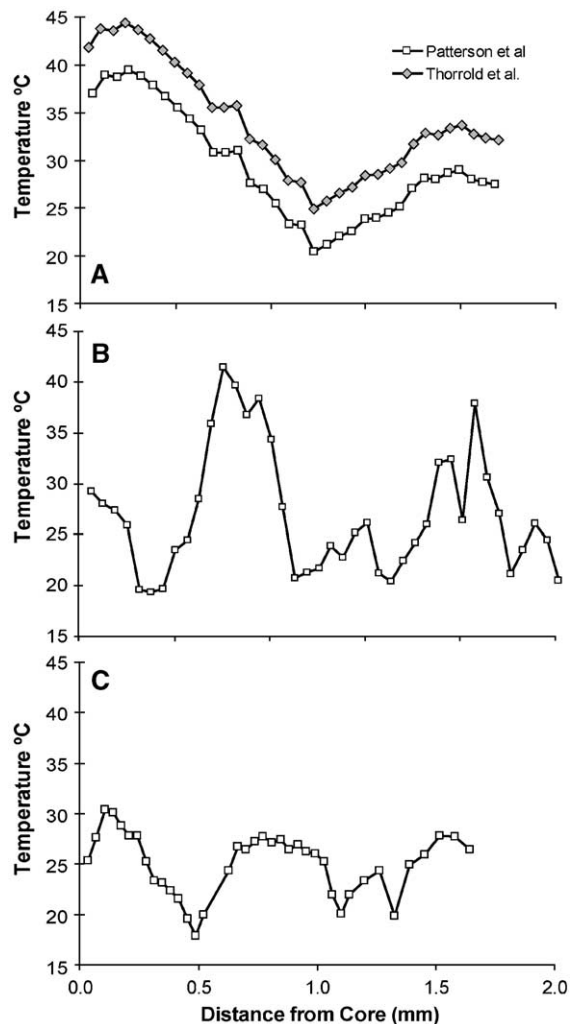 45
40
35
30
25
20
15
Temperature ºC
Patterson et al
Thorrold et al.
A
45
40
35
30
25
20
15
Temperature ºC
B
45
40
35
30
25
20
15
Temperature ºC
C
0.0 0.5 1.0 1.5 2.0
Distance from Core (mm)